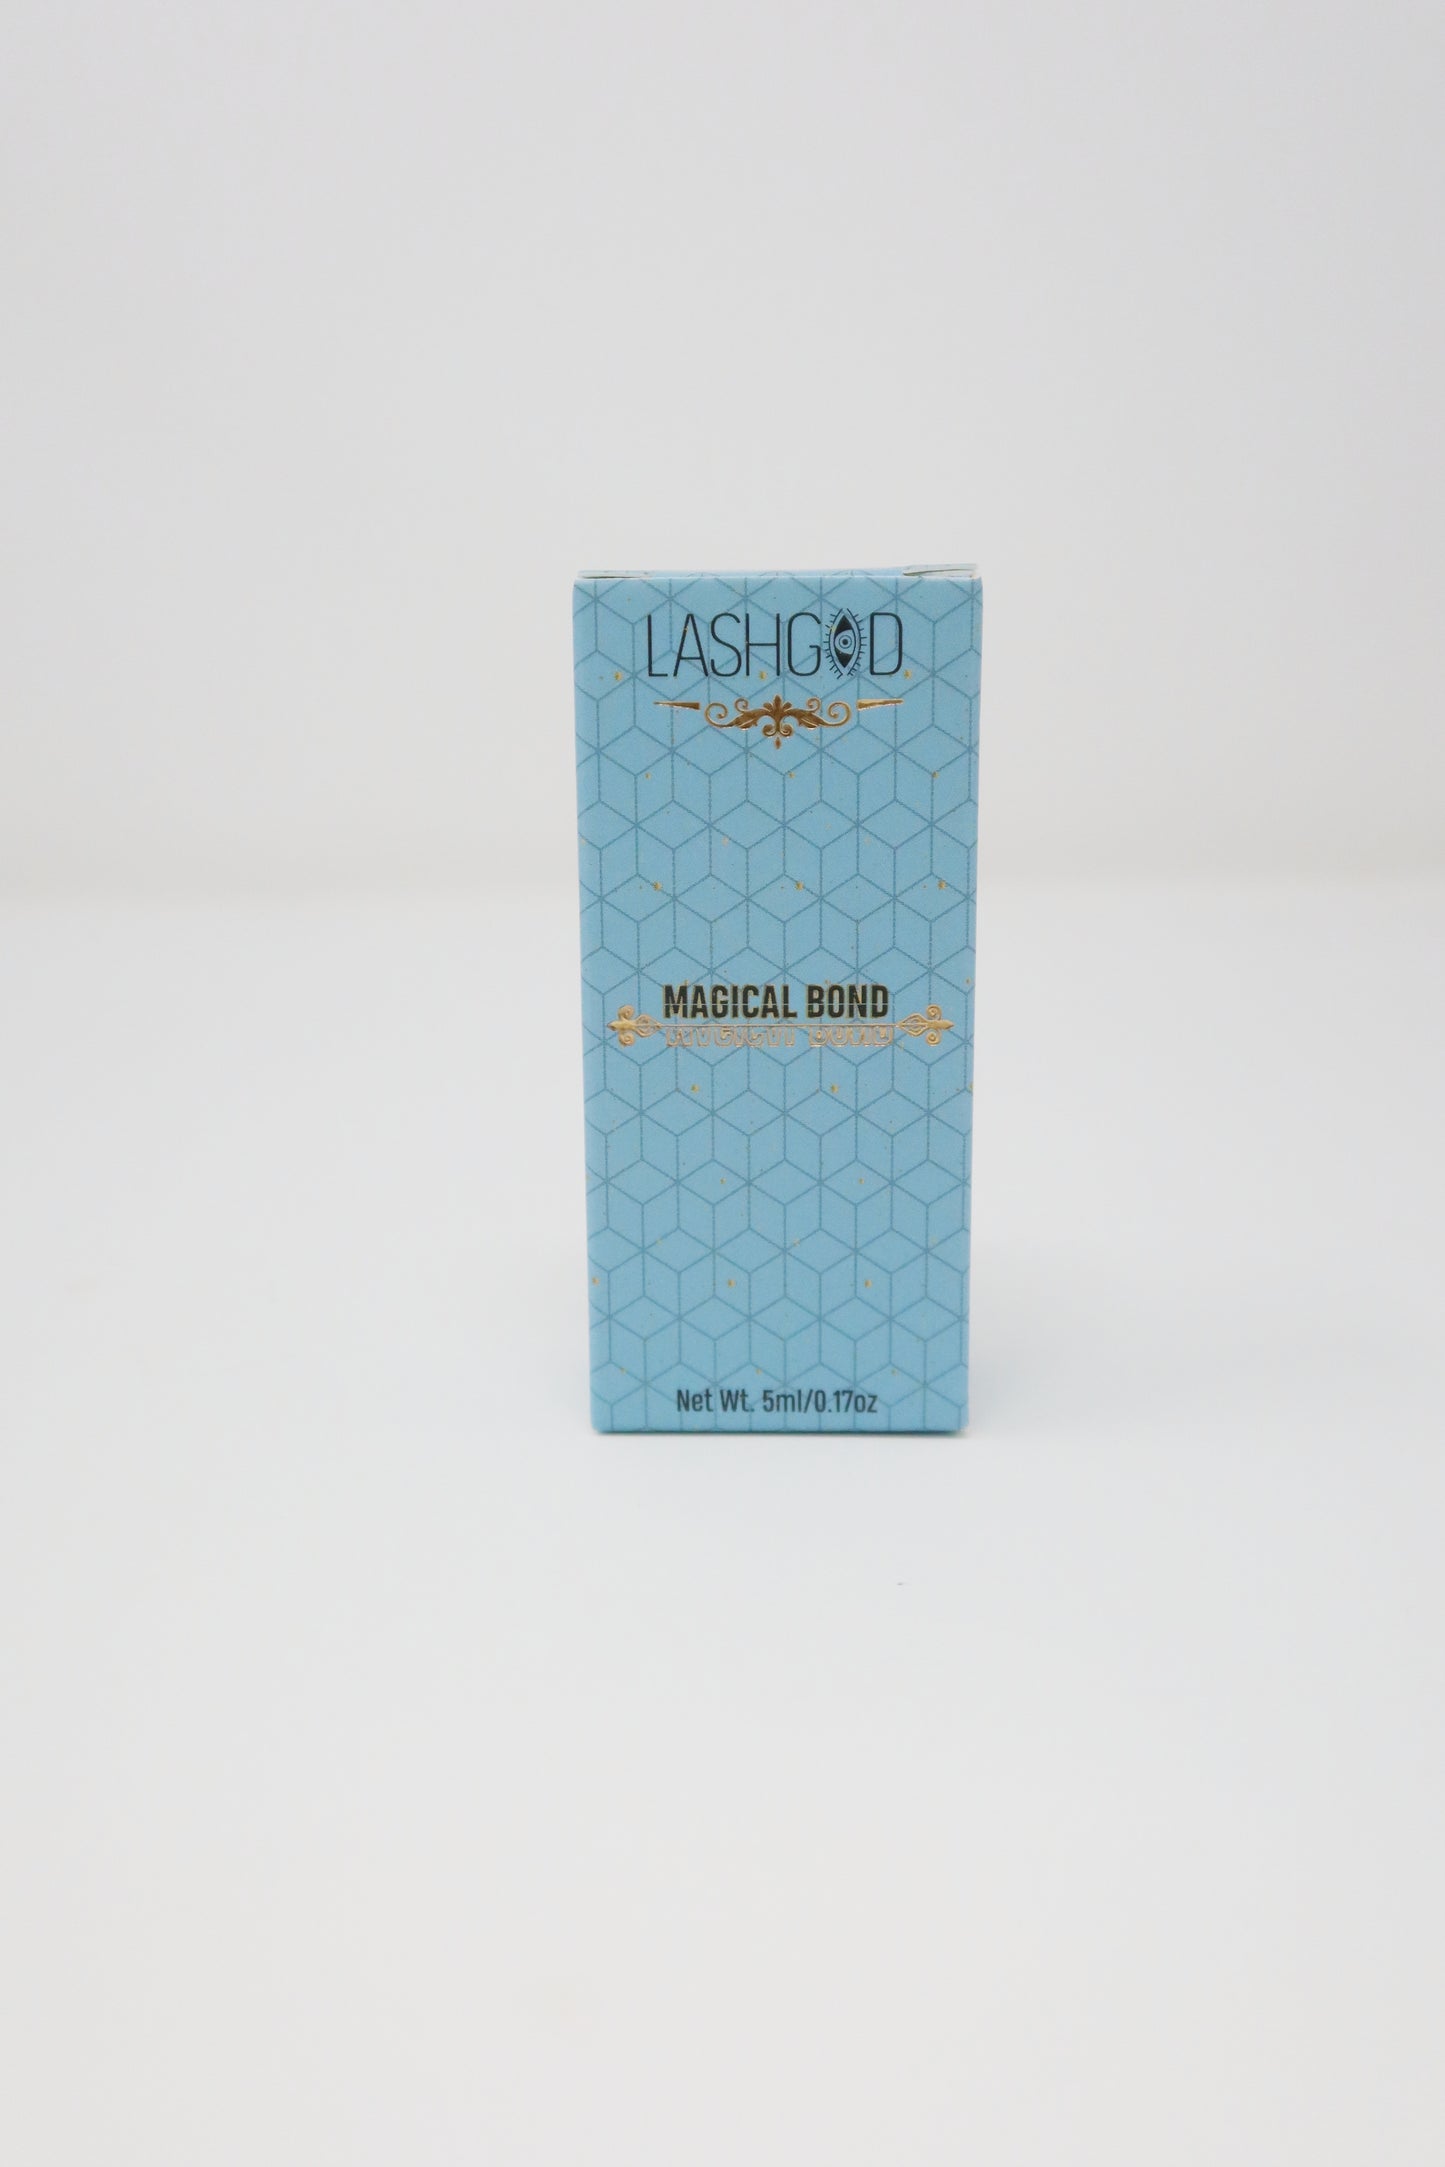 LASHGOD
MAGICAL BOND
Net Wt. 5ml/0.17oz